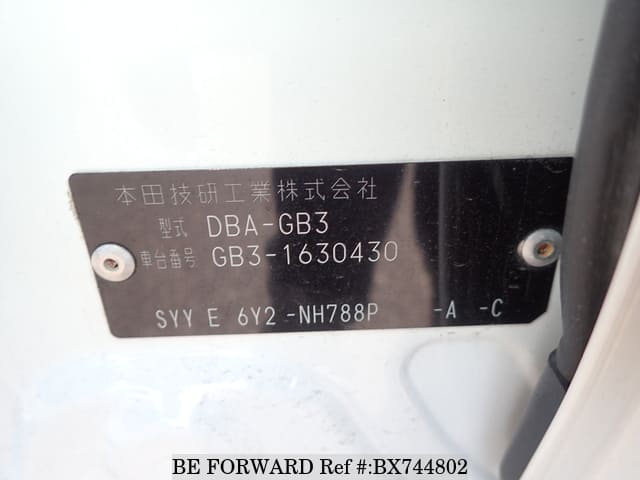 本田技研工業株式会社
型式 DBA-GB3
車台番号 GB3-1630430
SYY E 6Y2 -NH788P -A -C
BE FORWARD Ref #:BX744802